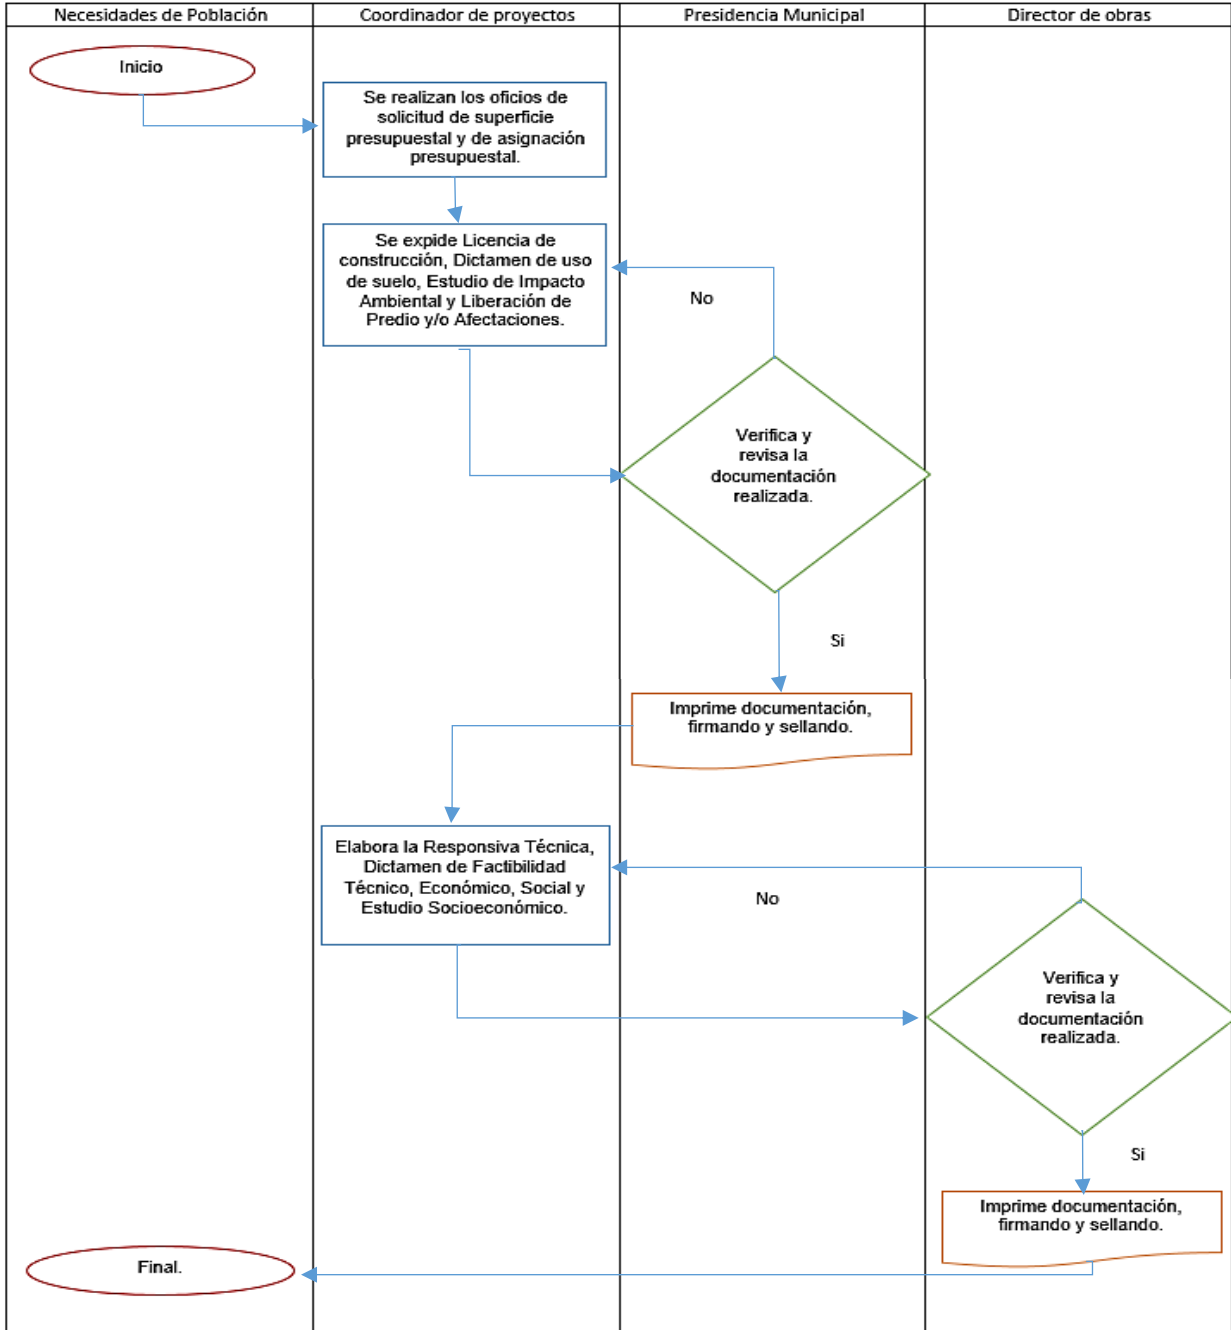 Necesidades de Población
Coordinador de proyectos
Presidencia Municipal
Director de obras
Inicio
Se realizan los oficios de
solicitud de superficie
presupuestal y de asignación
presupuestal.
Se expide Licencia de
construcción, Dictamen de uso
de suelo, Estudio de Impacto
Ambiental y Liberación de
Predio y/o Afectaciones.
No
Verifica y
revisa la
documentación
realizada.
Si
Imprime documentación,
firmando y sellando.
Elabora la Responsiva Técnica,
Dictamen de Factibilidad
Técnico, Económico, Social y
Estudio Socioeconómico.
No
Verifica y
revisa la
documentación
realizada.
Si
Imprime documentación,
firmando y sellando.
Final.